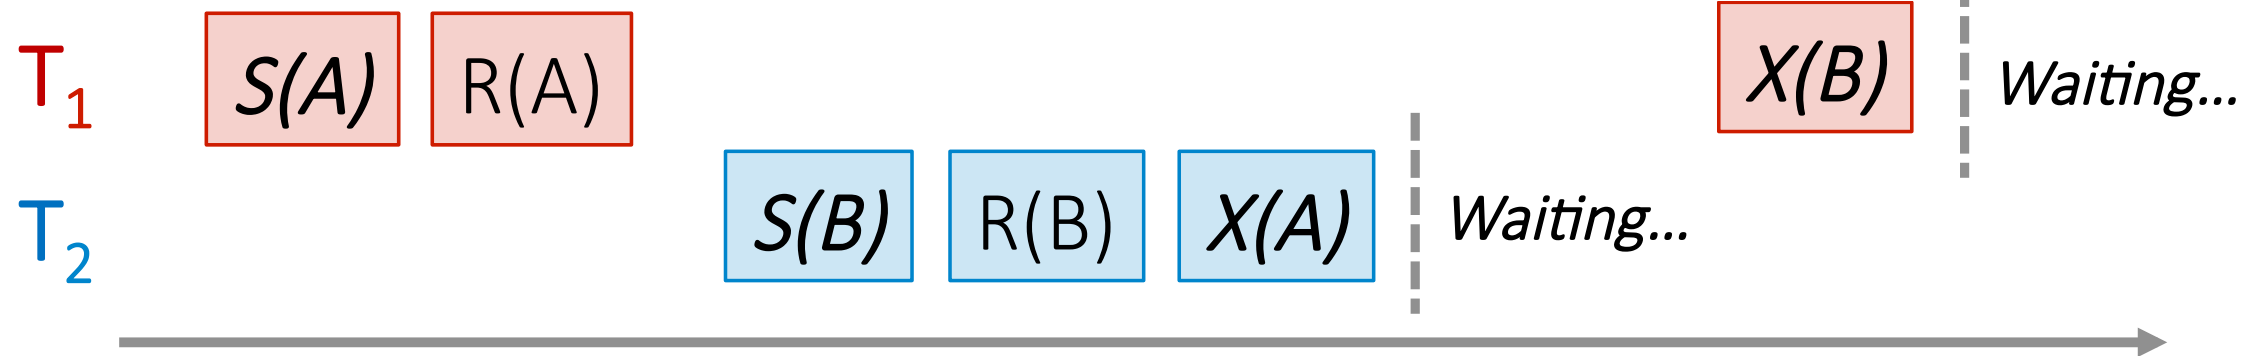 T1 S(A) R(A) X(B) Waiting...
T2 S(B) R(B) X(A) Waiting...